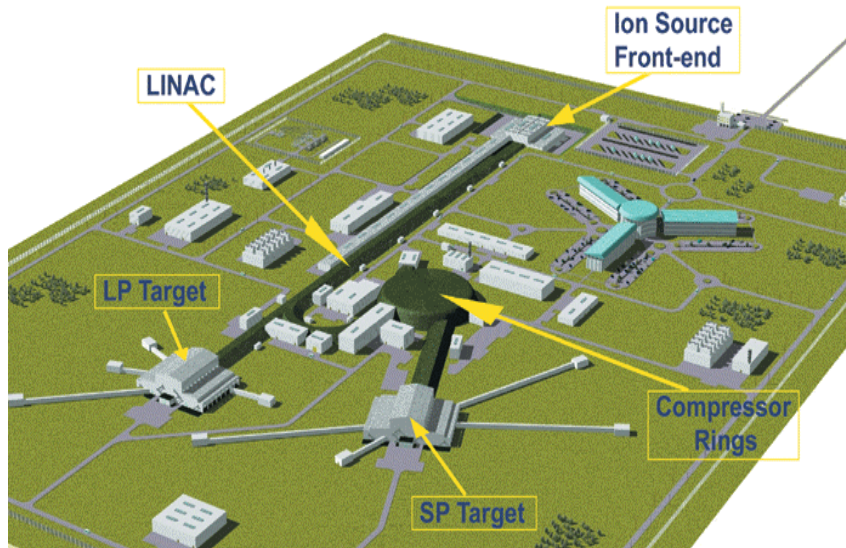 Ion Source
Front-end
LINAC
LP Target
Compressor
Rings
SP Target